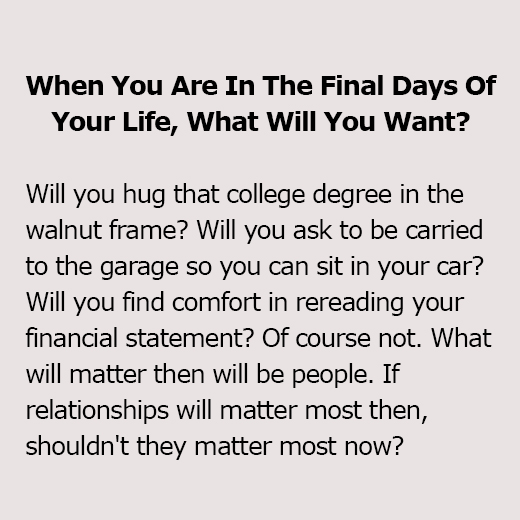 When You Are In The Final Days Of
Your Life, What Will You Want?
Will you hug that college degree in the
walnut frame? Will you ask to be carried
to the garage so you can sit in your car?
Will you find comfort in rereading your
financial statement? Of course not. What
will matter then will be people. If
relationships will matter most then,
shouldn't they matter most now?